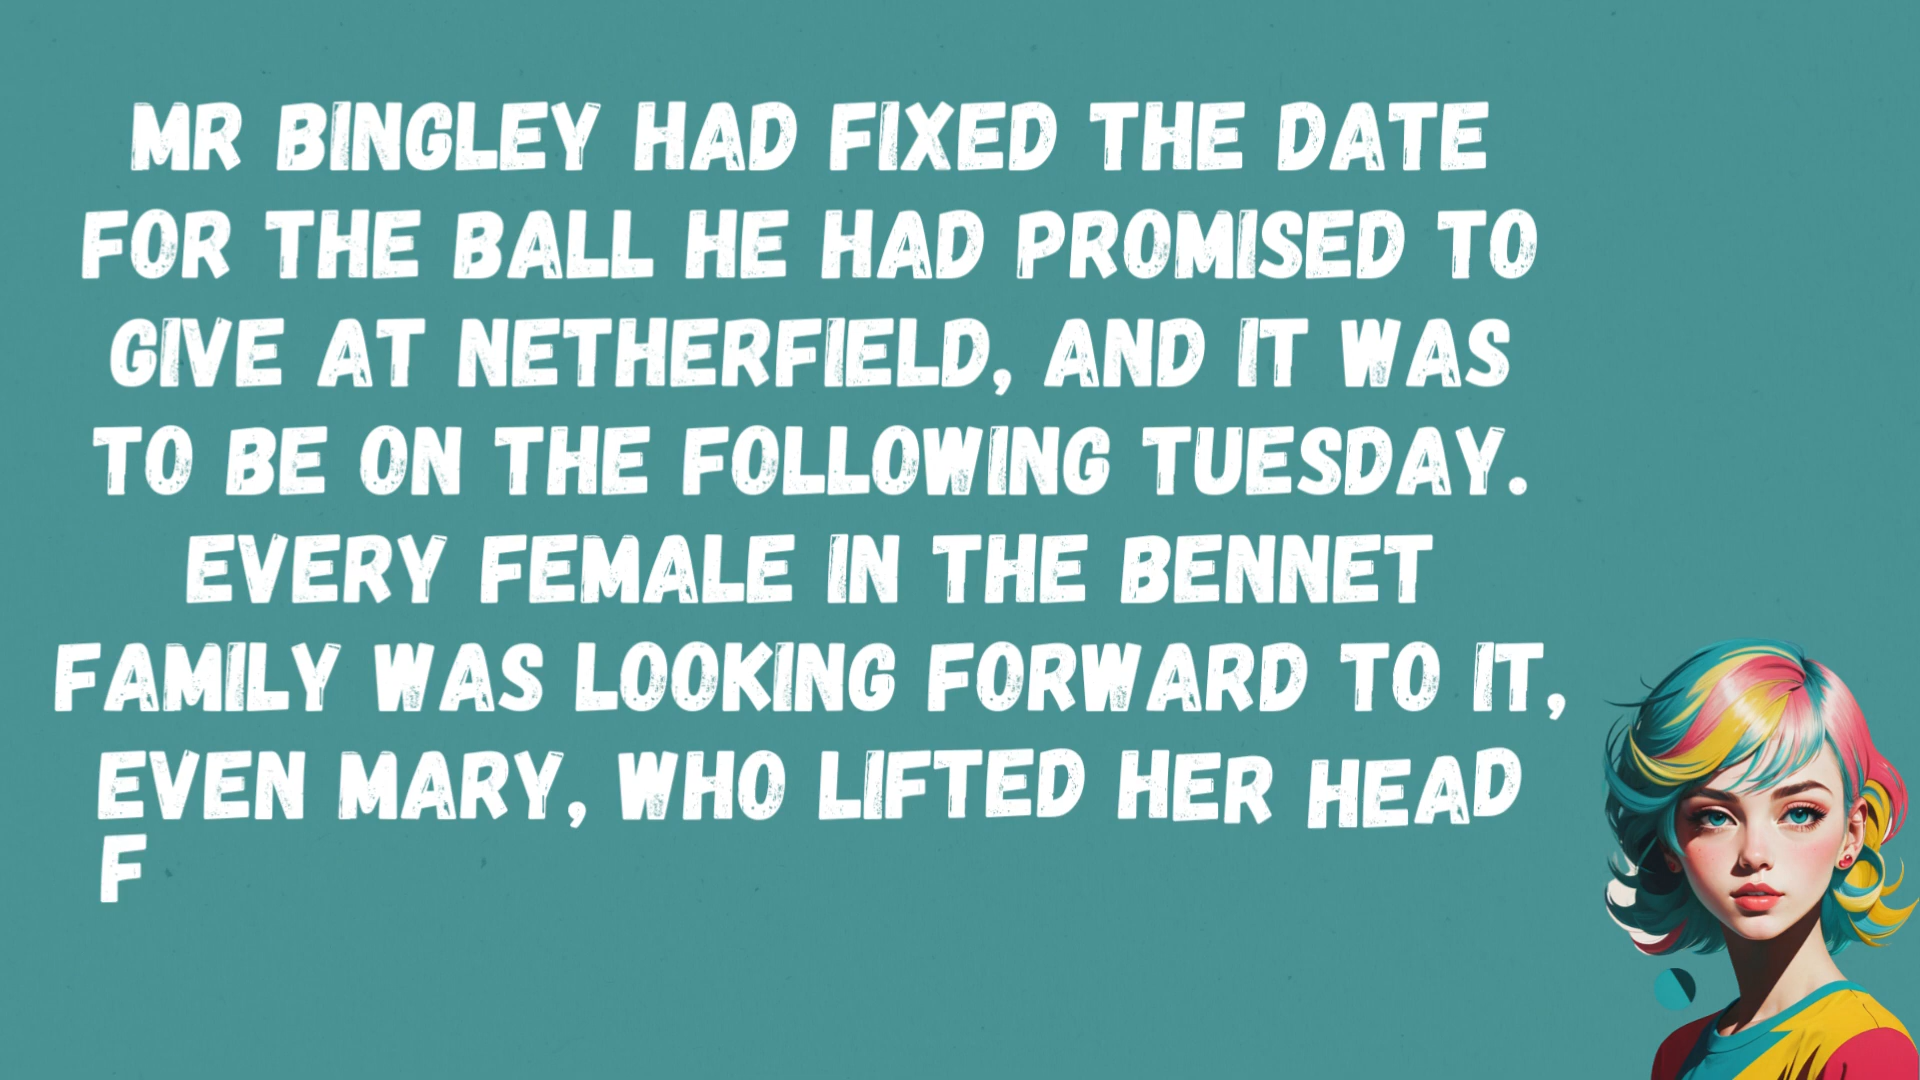 MR BINGLEY HAD FIXED THE DATE
FOR THE BALL HE HAD PROMISED TO
GIVE AT NETHERFIELD, AND IT WAS
TO BE ON THE FOLLOWING TUESDAY.
EVERY FEMALE IN THE BENNET
FAMILY WAS LOOKING FORWARD TO IT,
EVEN MARY, WHO LIFTED HER HEAD
F